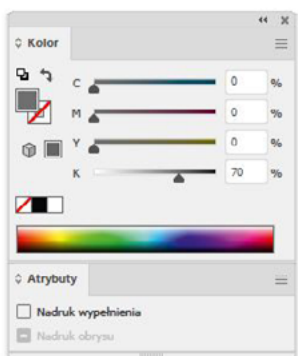 Kolor
C 0 %
M 0 %
Y 0 %
K 70 %
Atrybuty
Nadruk wypełnienia
Nadruk obrysu